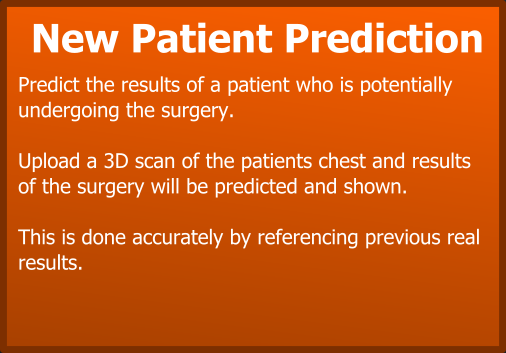 New Patient Prediction
Predict the results of a patient who is potentially
undergoing the surgery.
Upload a 3D scan of the patients chest and results
of the surgery will be predicted and shown.
This is done accurately by referencing previous real
results.